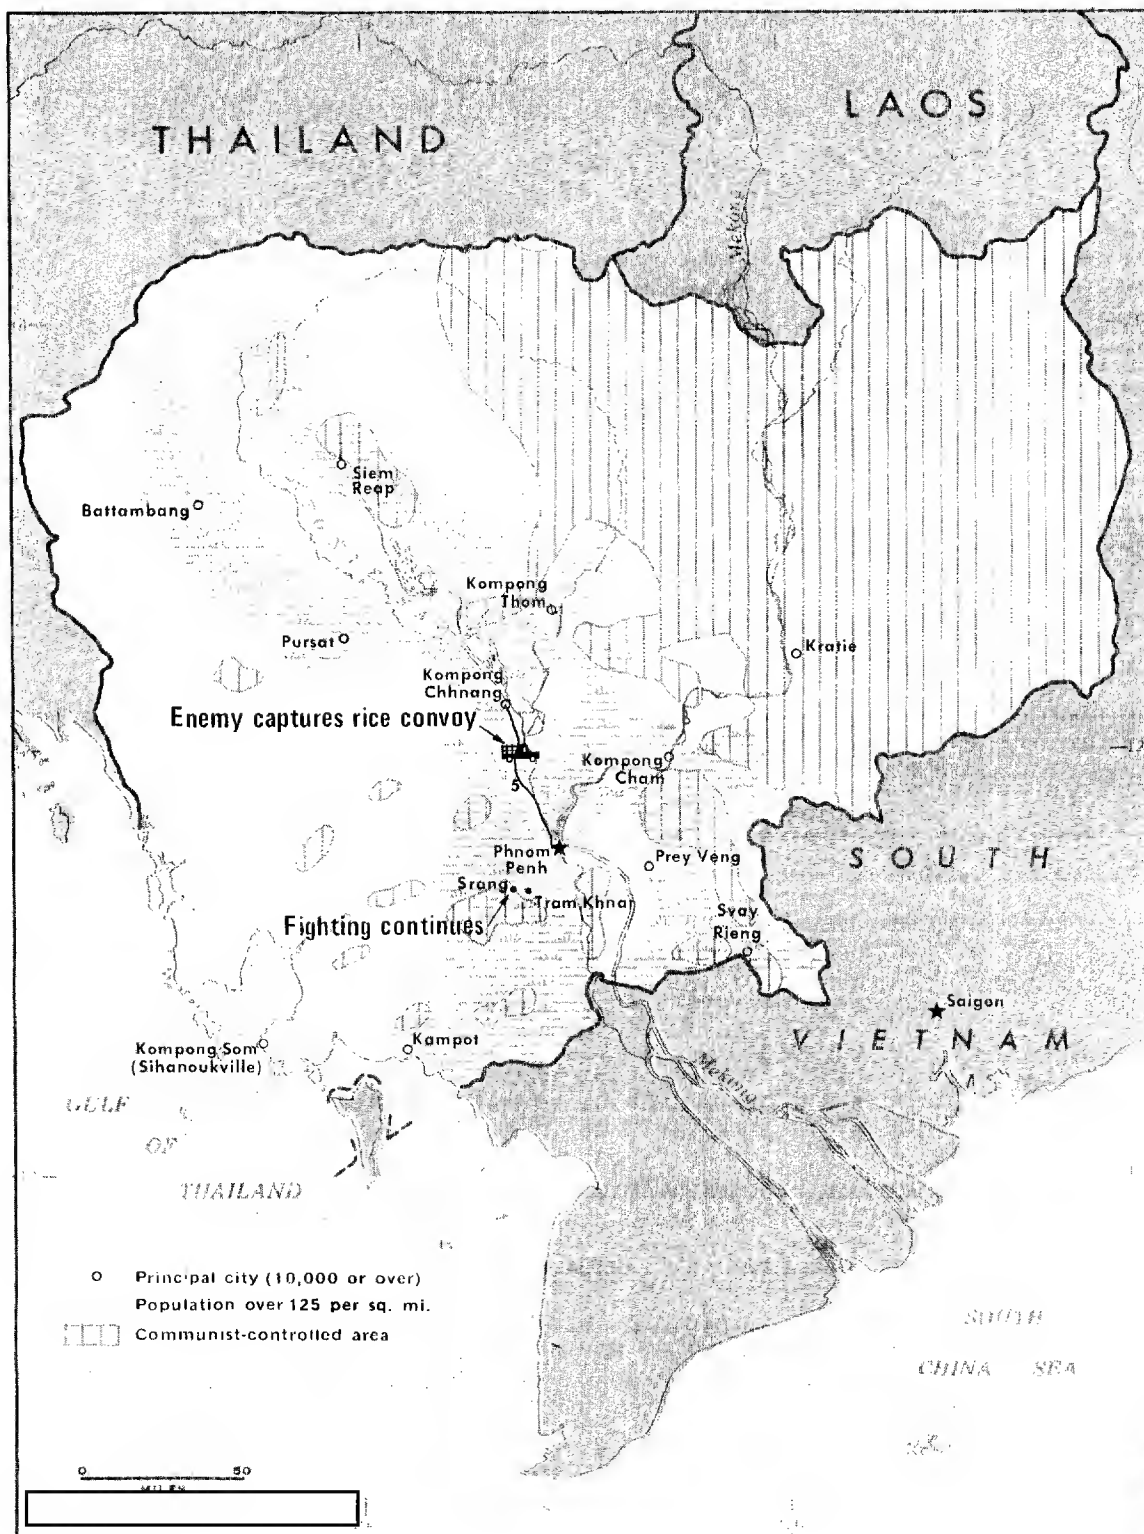 THAILAND
LAOS
Mekong
Siem
Reap
Battambang
Kompong
Thom
Pursat
Kratie
Kompong
Chhnang
Enemy captures rice convoy
Kompong
Cham
5
Phnom
Penh
Prey Veng
SOUTH
Srang
Tram Khnar
Fighting continues
Svay
Rieng
Saigon
VIETNAM
Kompong Som
(Sihanoukville)
Kampot
Mekong
GULF
OF
THAILAND
Principal city (10,000 or over)
Population over 125 per sq. mi.
Communist-controlled area
SOUTH
CHINA SEA
0 50
MILES